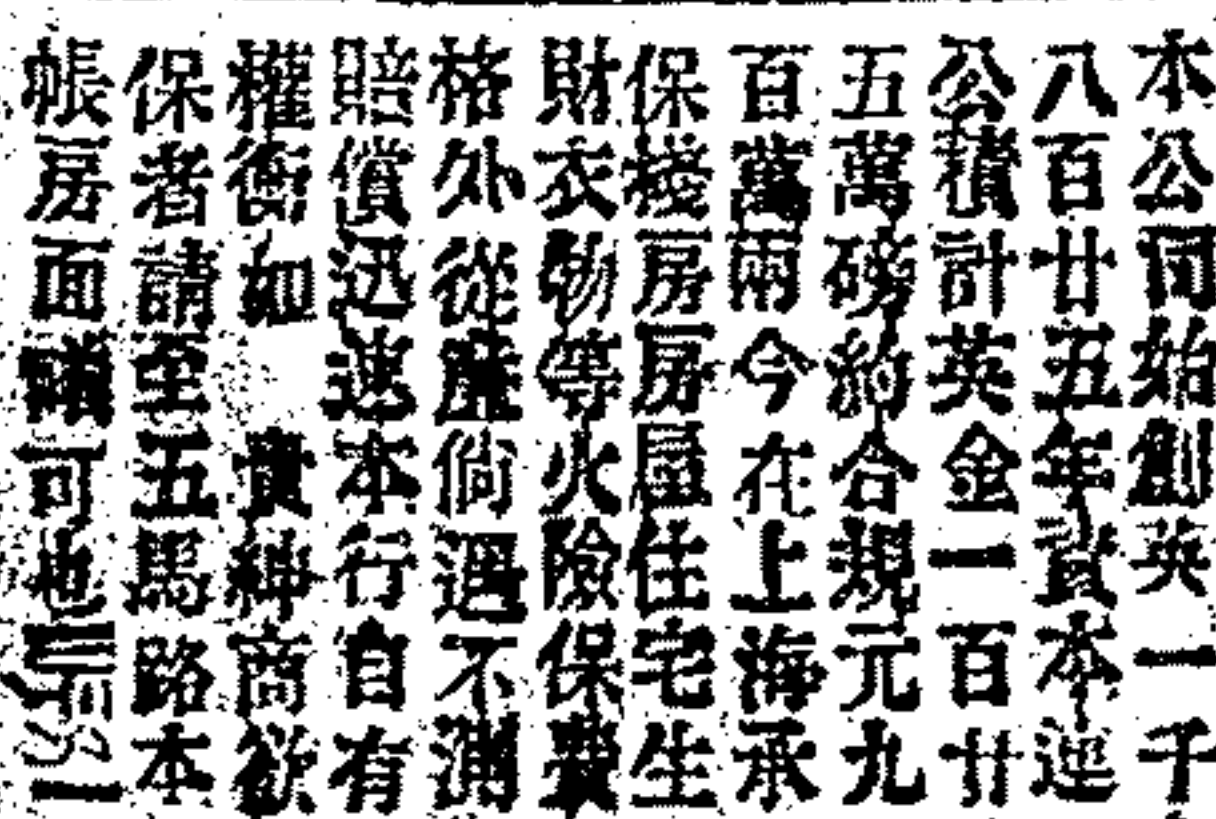 本公司始創英一千
八百廿五年資本連
公積計英金一百廿
五萬磅約合規元九
百萬兩今在上海承
保棧房房屋住宅生
財衣物等火險保費
格外從廉倘遇不測
賠償迅速本行自有
權衡如 貴紳商欲
保者請至五馬路本
帳房面議可也